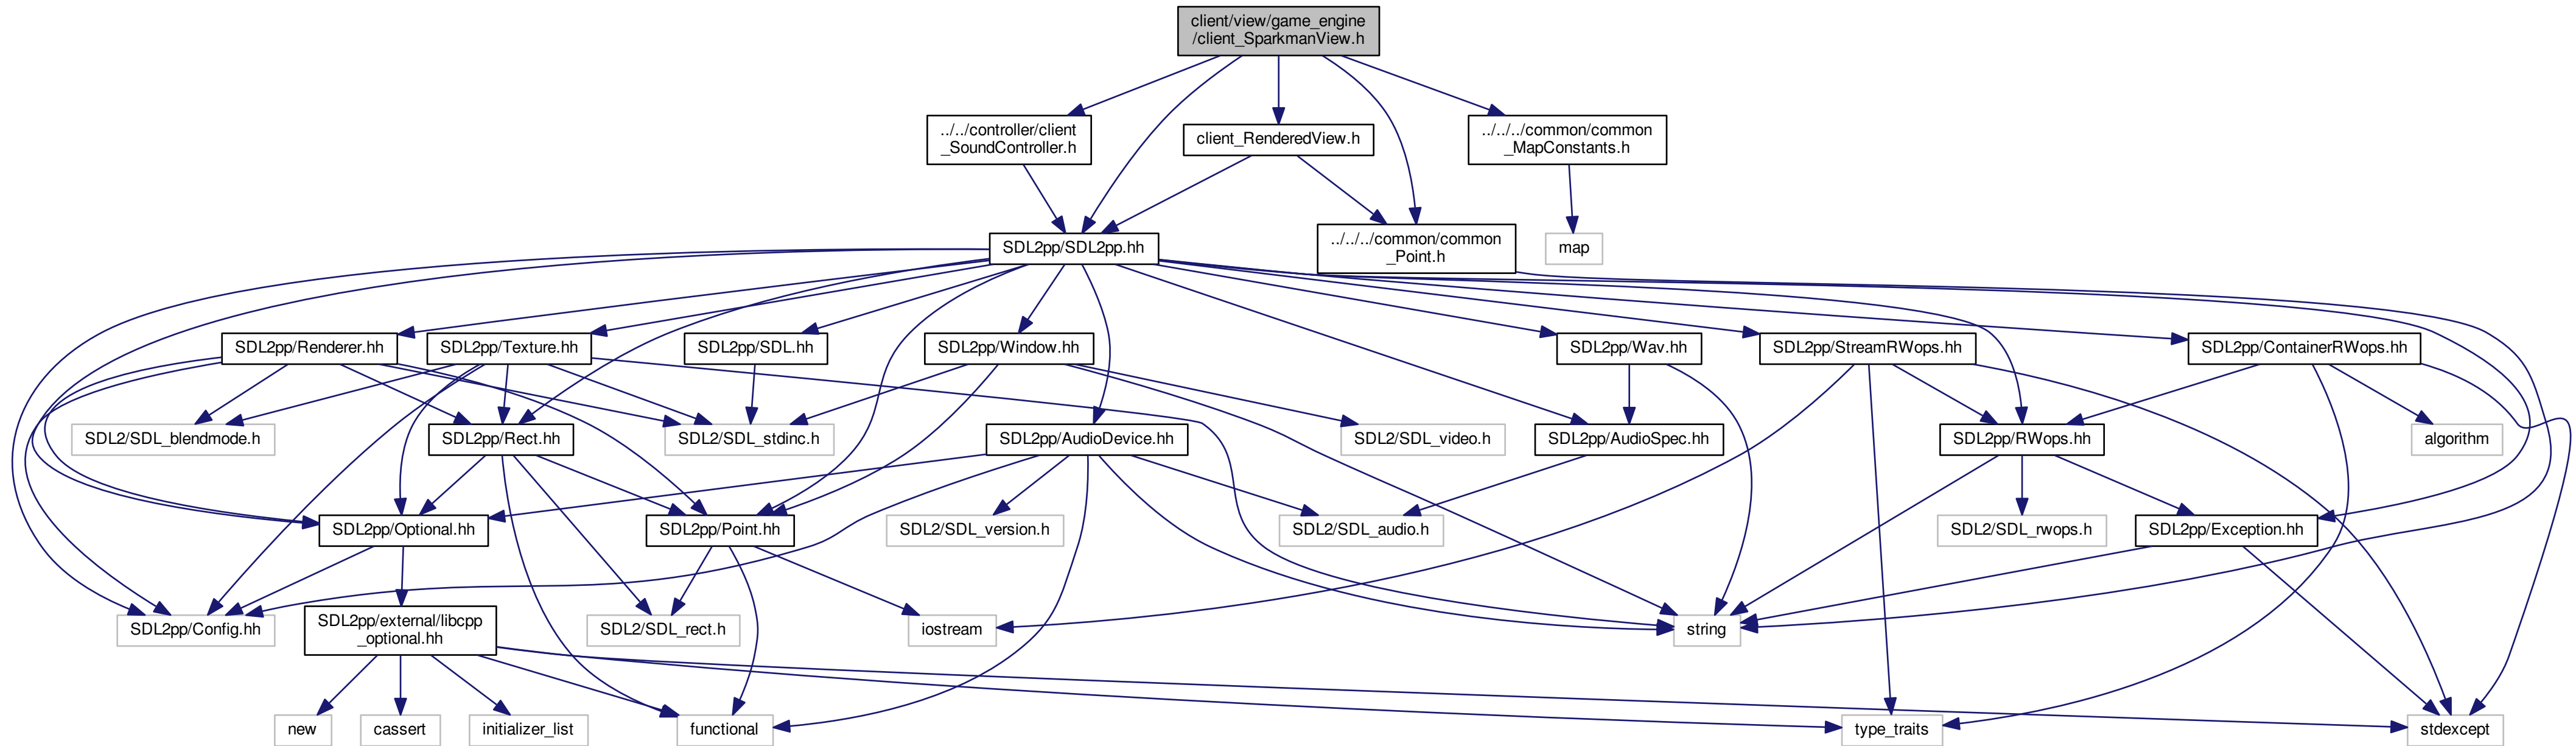 client/view/game_engine
/client_SparkmanView.h
../../controller/client
_SoundController.h
client_RenderedView.h
../../../common/common
_MapConstants.h
SDL2pp/SDL2pp.hh
../../../common/common
_Point.h
map
SDL2pp/Renderer.hh
SDL2pp/Texture.hh
SDL2pp/SDL.hh
SDL2pp/Window.hh
SDL2pp/Wav.hh
SDL2pp/StreamRWops.hh
SDL2pp/ContainerRWops.hh
SDL2/SDL_blendmode.h
SDL2pp/Rect.hh
SDL2/SDL_stdinc.h
SDL2pp/AudioDevice.hh
SDL2/SDL_video.h
SDL2pp/AudioSpec.hh
SDL2pp/RWops.hh
algorithm
SDL2pp/Optional.hh
SDL2pp/Point.hh
SDL2/SDL_version.h
SDL2/SDL_audio.h
SDL2/SDL_rwops.h
SDL2pp/Exception.hh
SDL2pp/Config.hh
SDL2pp/external/libcpp
_optional.hh
SDL2/SDL_rect.h
iostream
string
new
cassert
initializer_list
functional
type_traits
stdexcept